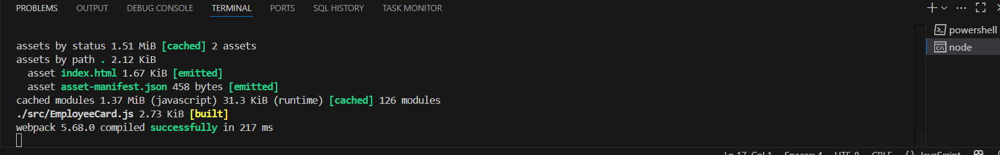 PROBLEMS OUTPUT DEBUG CONSOLE TERMINAL PORTS SQL HISTORY TASK MONITOR
powershell
node
assets by status 1.51 MiB [cached] 2 assets
assets by path . 2.12 KiB
  asset index.html 1.67 KiB [emitted]
  asset asset-manifest.json 458 bytes [emitted]
cached modules 1.37 MiB (javascript) 31.3 KiB (runtime) [cached] 126 modules
./src/EmployeeCard.js 2.73 KiB [built]
webpack 5.68.0 compiled successfully in 217 ms
Ln 17, Col 1 Spaces: 4 UTF-8 CRLF {} JavaScript